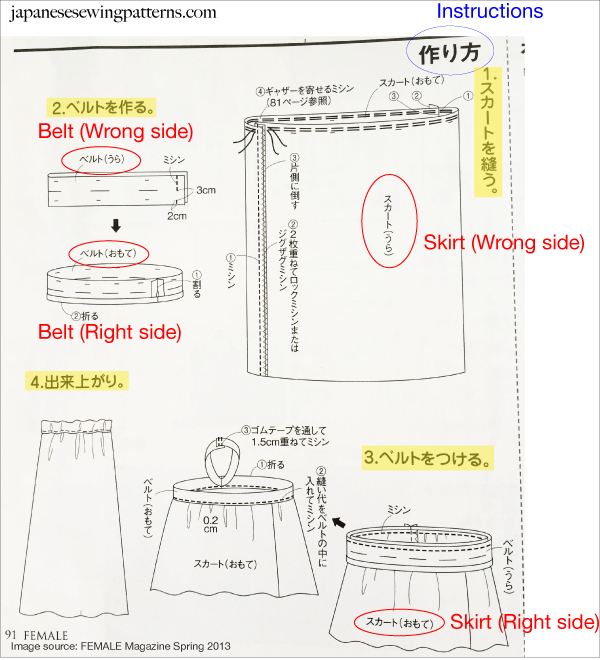 japanesesewingpatterns.com
Instructions
作り方
1.スカートを縫う。
④ギャザーを寄せるミシン
(81ページ参照)
スカート(おもて)
③
②
①
③片側に倒す
②2枚重ねてロックミシンまたは
ジグザグミシン
①ミシン
スカート(うら)
Skirt (Wrong side)
2.ベルトを作る。
Belt (Wrong side)
ベルト(うら)
ミシン
3cm
2cm
ベルト(おもて)
①割る
②折る
Belt (Right side)
3.ベルトをつける。
ミシン
ベルト(うら)
スカート(おもて)
Skirt (Right side)
4.出来上がり。
③ゴムテープを通して
1.5cm重ねてミシン
①折る
②縫い代をベルトの中に
入れてミシン
ベルト(おもて)
0.2
cm
スカート(おもて)
91 FEMALE
Image source: FEMALE Magazine Spring 2013